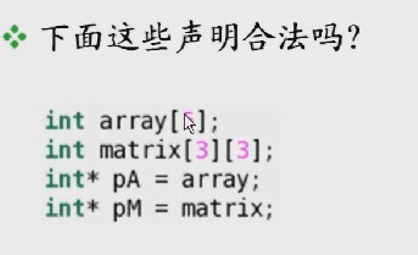 下面这些声明合法吗？
int array[5];
int matrix[3][3];
int* pA = array;
int* pM = matrix;